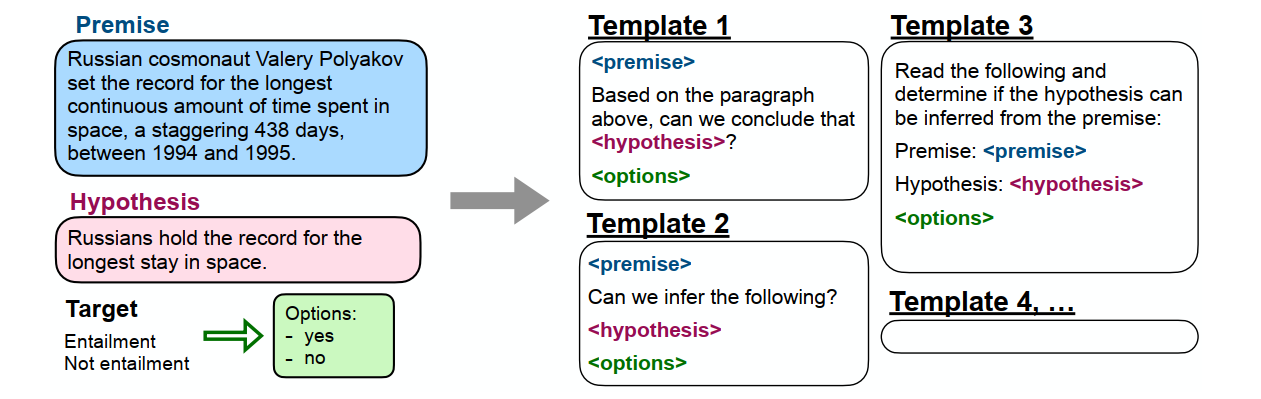 Premise
Russian cosmonaut Valery Polyakov
set the record for the longest
continuous amount of time spent in
space, a staggering 438 days,
between 1994 and 1995.
Hypothesis
Russians hold the record for the
longest stay in space.
Target
Entailment
Not entailment
Options:
- yes
- no
Template 1
<premise>
Based on the paragraph
above, can we conclude that
<hypothesis>?
<options>
Template 2
<premise>
Can we infer the following?
<hypothesis>
<options>
Template 3
Read the following and
determine if the hypothesis can
be inferred from the premise:
Premise: <premise>
Hypothesis: <hypothesis>
<options>
Template 4, …